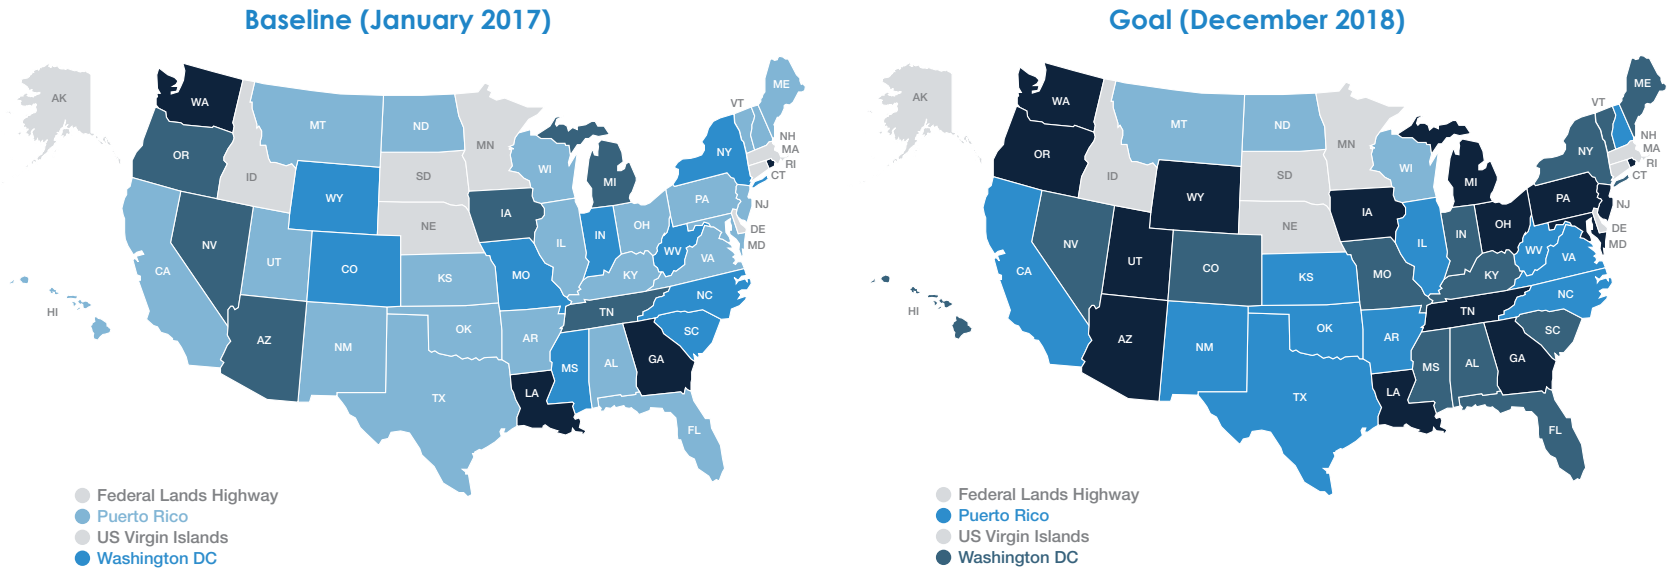 Baseline (January 2017)
AK
WA
MT
ND
MN
VT
ME
NH
MA
RI
CT
OR
ID
SD
WI
NY
MI
WY
IA
PA
NJ
NE
NV
UT
CO
IL
IN
OH
DE
MD
WV
VA
CA
KS
MO
KY
NC
HI
TN
AZ
NM
OK
AR
SC
MS
AL
GA
TX
LA
FL
Federal Lands Highway
Puerto Rico
US Virgin Islands
Washington DC
Goal (December 2018)
AK
WA
MT
ND
MN
VT
ME
NH
MA
RI
CT
OR
ID
SD
WI
NY
MI
WY
IA
PA
NJ
NE
NV
UT
CO
IL
IN
OH
DE
MD
WV
VA
CA
KS
MO
KY
NC
HI
TN
AZ
NM
OK
AR
SC
MS
AL
GA
TX
LA
FL
Federal Lands Highway
Puerto Rico
US Virgin Islands
Washington DC